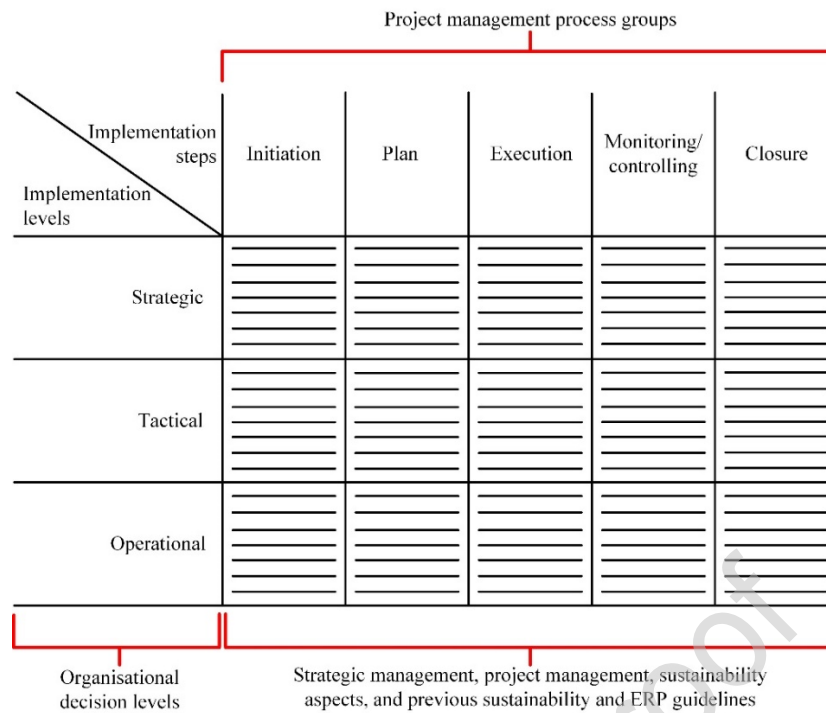 Project management process groups
Implementation
steps
Implementation
levels
Initiation
Plan
Execution
Monitoring/
controlling
Closure
Strategic
Tactical
Operational
Organisational
decision levels
Strategic management, project management, sustainability
aspects, and previous sustainability and ERP guidelines
roof